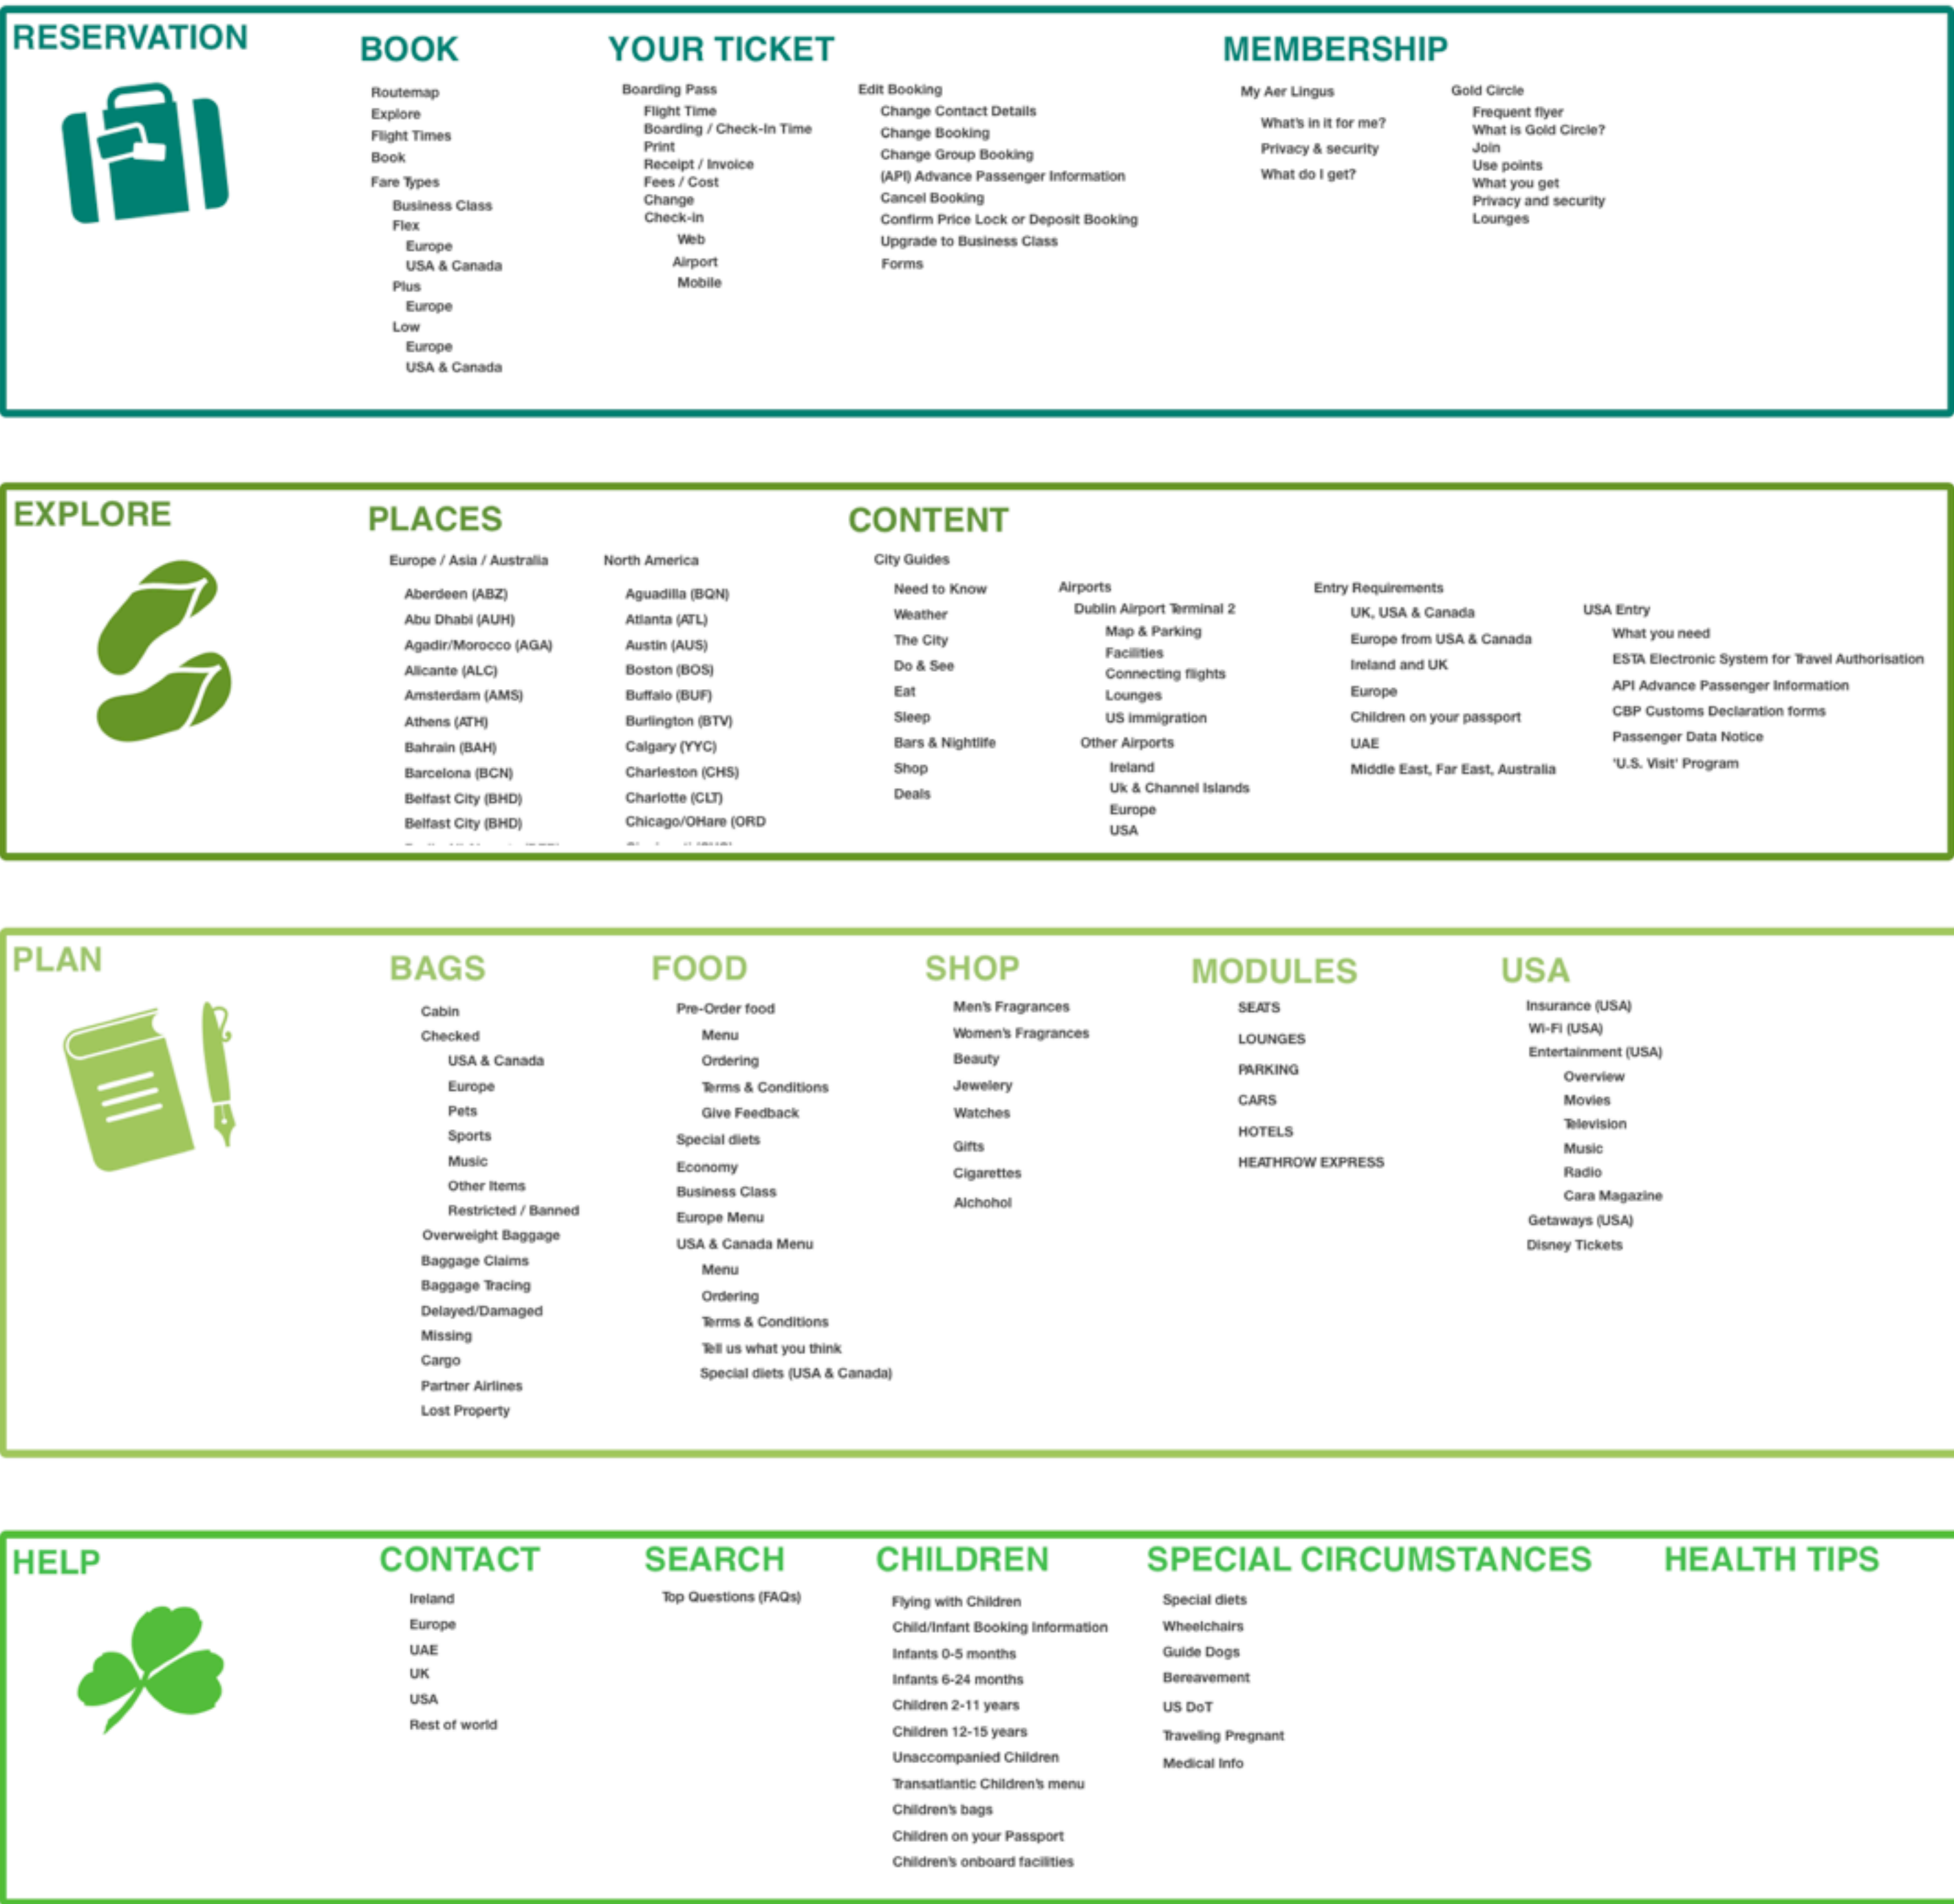 RESERVATION
BOOK
Routemap
Explore
Flight Times
Book
Fare Types
Business Class
Flex
Europe
USA & Canada
Plus
Europe
Low
Europe
USA & Canada
YOUR TICKET
Boarding Pass
Flight Time
Boarding / Check-In Time
Print
Receipt / Invoice
Fees / Cost
Change
Check-in
Web
Airport
Mobile
Edit Booking
Change Contact Details
Change Booking
Change Group Booking
(API) Advance Passenger Information
Cancel Booking
Confirm Price Lock or Deposit Booking
Upgrade to Business Class
Forms
MEMBERSHIP
My Aer Lingus
What's in it for me?
Privacy & security
What do I get?
Gold Circle
Frequent flyer
What is Gold Circle?
Join
Use points
What you get
Privacy and security
Lounges
EXPLORE
PLACES
Europe / Asia / Australia
Aberdeen (ABZ)
Abu Dhabi (AUH)
Agadir/Morocco (AGA)
Alicante (ALC)
Amsterdam (AMS)
Athens (ATH)
Bahrain (BAH)
Barcelona (BCN)
Belfast City (BHD)
Belfast City (BHD)
North America
Aguadilla (BQN)
Atlanta (ATL)
Austin (AUS)
Boston (BOS)
Buffalo (BUF)
Burlington (BTV)
Calgary (YYC)
Charleston (CHS)
Charlotte (CLT)
Chicago/OHare (ORD
CONTENT
City Guides
Need to Know
Weather
The City
Do & See
Eat
Sleep
Bars & Nightlife
Shop
Deals
Airports
Dublin Airport Terminal 2
Map & Parking
Facilities
Connecting flights
Lounges
US immigration
Other Airports
Ireland
Uk & Channel Islands
Europe
USA
Entry Requirements
UK, USA & Canada
Europe from USA & Canada
Ireland and UK
Europe
Children on your passport
UAE
Middle East, Far East, Australia
USA Entry
What you need
ESTA Electronic System for Travel Authorisation
API Advance Passenger Information
CBP Customs Declaration forms
Passenger Data Notice
'U.S. Visit' Program
PLAN
BAGS
Cabin
Checked
USA & Canada
Europe
Pets
Sports
Music
Other Items
Restricted / Banned
Overweight Baggage
Baggage Claims
Baggage Tracing
Delayed/Damaged
Missing
Cargo
Partner Airlines
Lost Property
FOOD
Pre-Order food
Menu
Ordering
Terms & Conditions
Give Feedback
Special diets
Economy
Business Class
Europe Menu
USA & Canada Menu
Menu
Ordering
Terms & Conditions
Tell us what you think
Special diets (USA & Canada)
SHOP
Men's Fragrances
Women's Fragrances
Beauty
Jewelery
Watches
Gifts
Cigarettes
Alchohol
MODULES
SEATS
LOUNGES
PARKING
CARS
HOTELS
HEATHROW EXPRESS
USA
Insurance (USA)
Wi-Fi (USA)
Entertainment (USA)
Overview
Movies
Television
Music
Radio
Cara Magazine
Getaways (USA)
Disney Tickets
HELP
CONTACT
Ireland
Europe
UAE
UK
USA
Rest of world
SEARCH
Top Questions (FAQs)
CHILDREN
Flying with Children
Child/Infant Booking Information
Infants 0-5 months
Infants 6-24 months
Children 2-11 years
Children 12-15 years
Unaccompanied Children
Transatlantic Children's menu
Children's bags
Children on your Passport
Children's onboard facilities
SPECIAL CIRCUMSTANCES
Special diets
Wheelchairs
Guide Dogs
Bereavement
US DoT
Traveling Pregnant
Medical Info
HEALTH TIPS